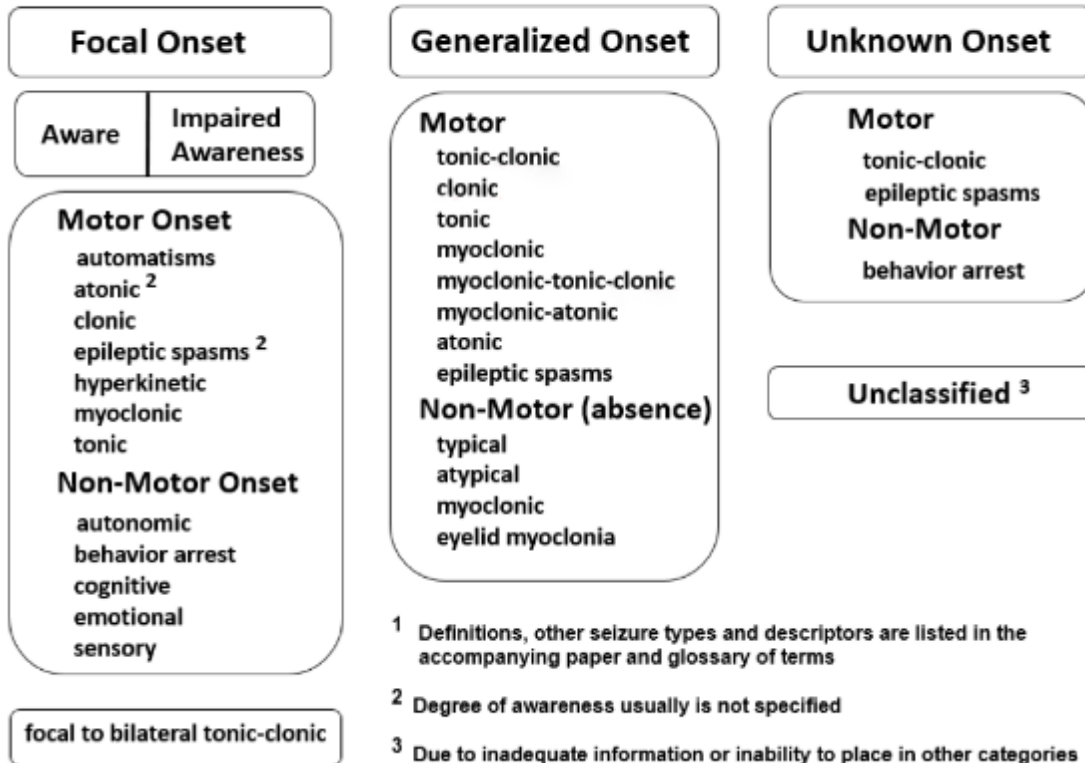 Focal Onset
Aware
Impaired
Awareness
Motor Onset
automatisms
atonic ²
clonic
epileptic spasms ²
hyperkinetic
myoclonic
tonic
Non-Motor Onset
autonomic
behavior arrest
cognitive
emotional
sensory
focal to bilateral tonic-clonic
Generalized Onset
Motor
tonic-clonic
clonic
tonic
myoclonic
myoclonic-tonic-clonic
myoclonic-atonic
atonic
epileptic spasms
Non-Motor (absence)
typical
atypical
myoclonic
eyelid myoclonia
Unknown Onset
Motor
tonic-clonic
epileptic spasms
Non-Motor
behavior arrest
Unclassified ³
¹ Definitions, other seizure types and descriptors are listed in the
accompanying paper and glossary of terms
² Degree of awareness usually is not specified
³ Due to inadequate information or inability to place in other categories